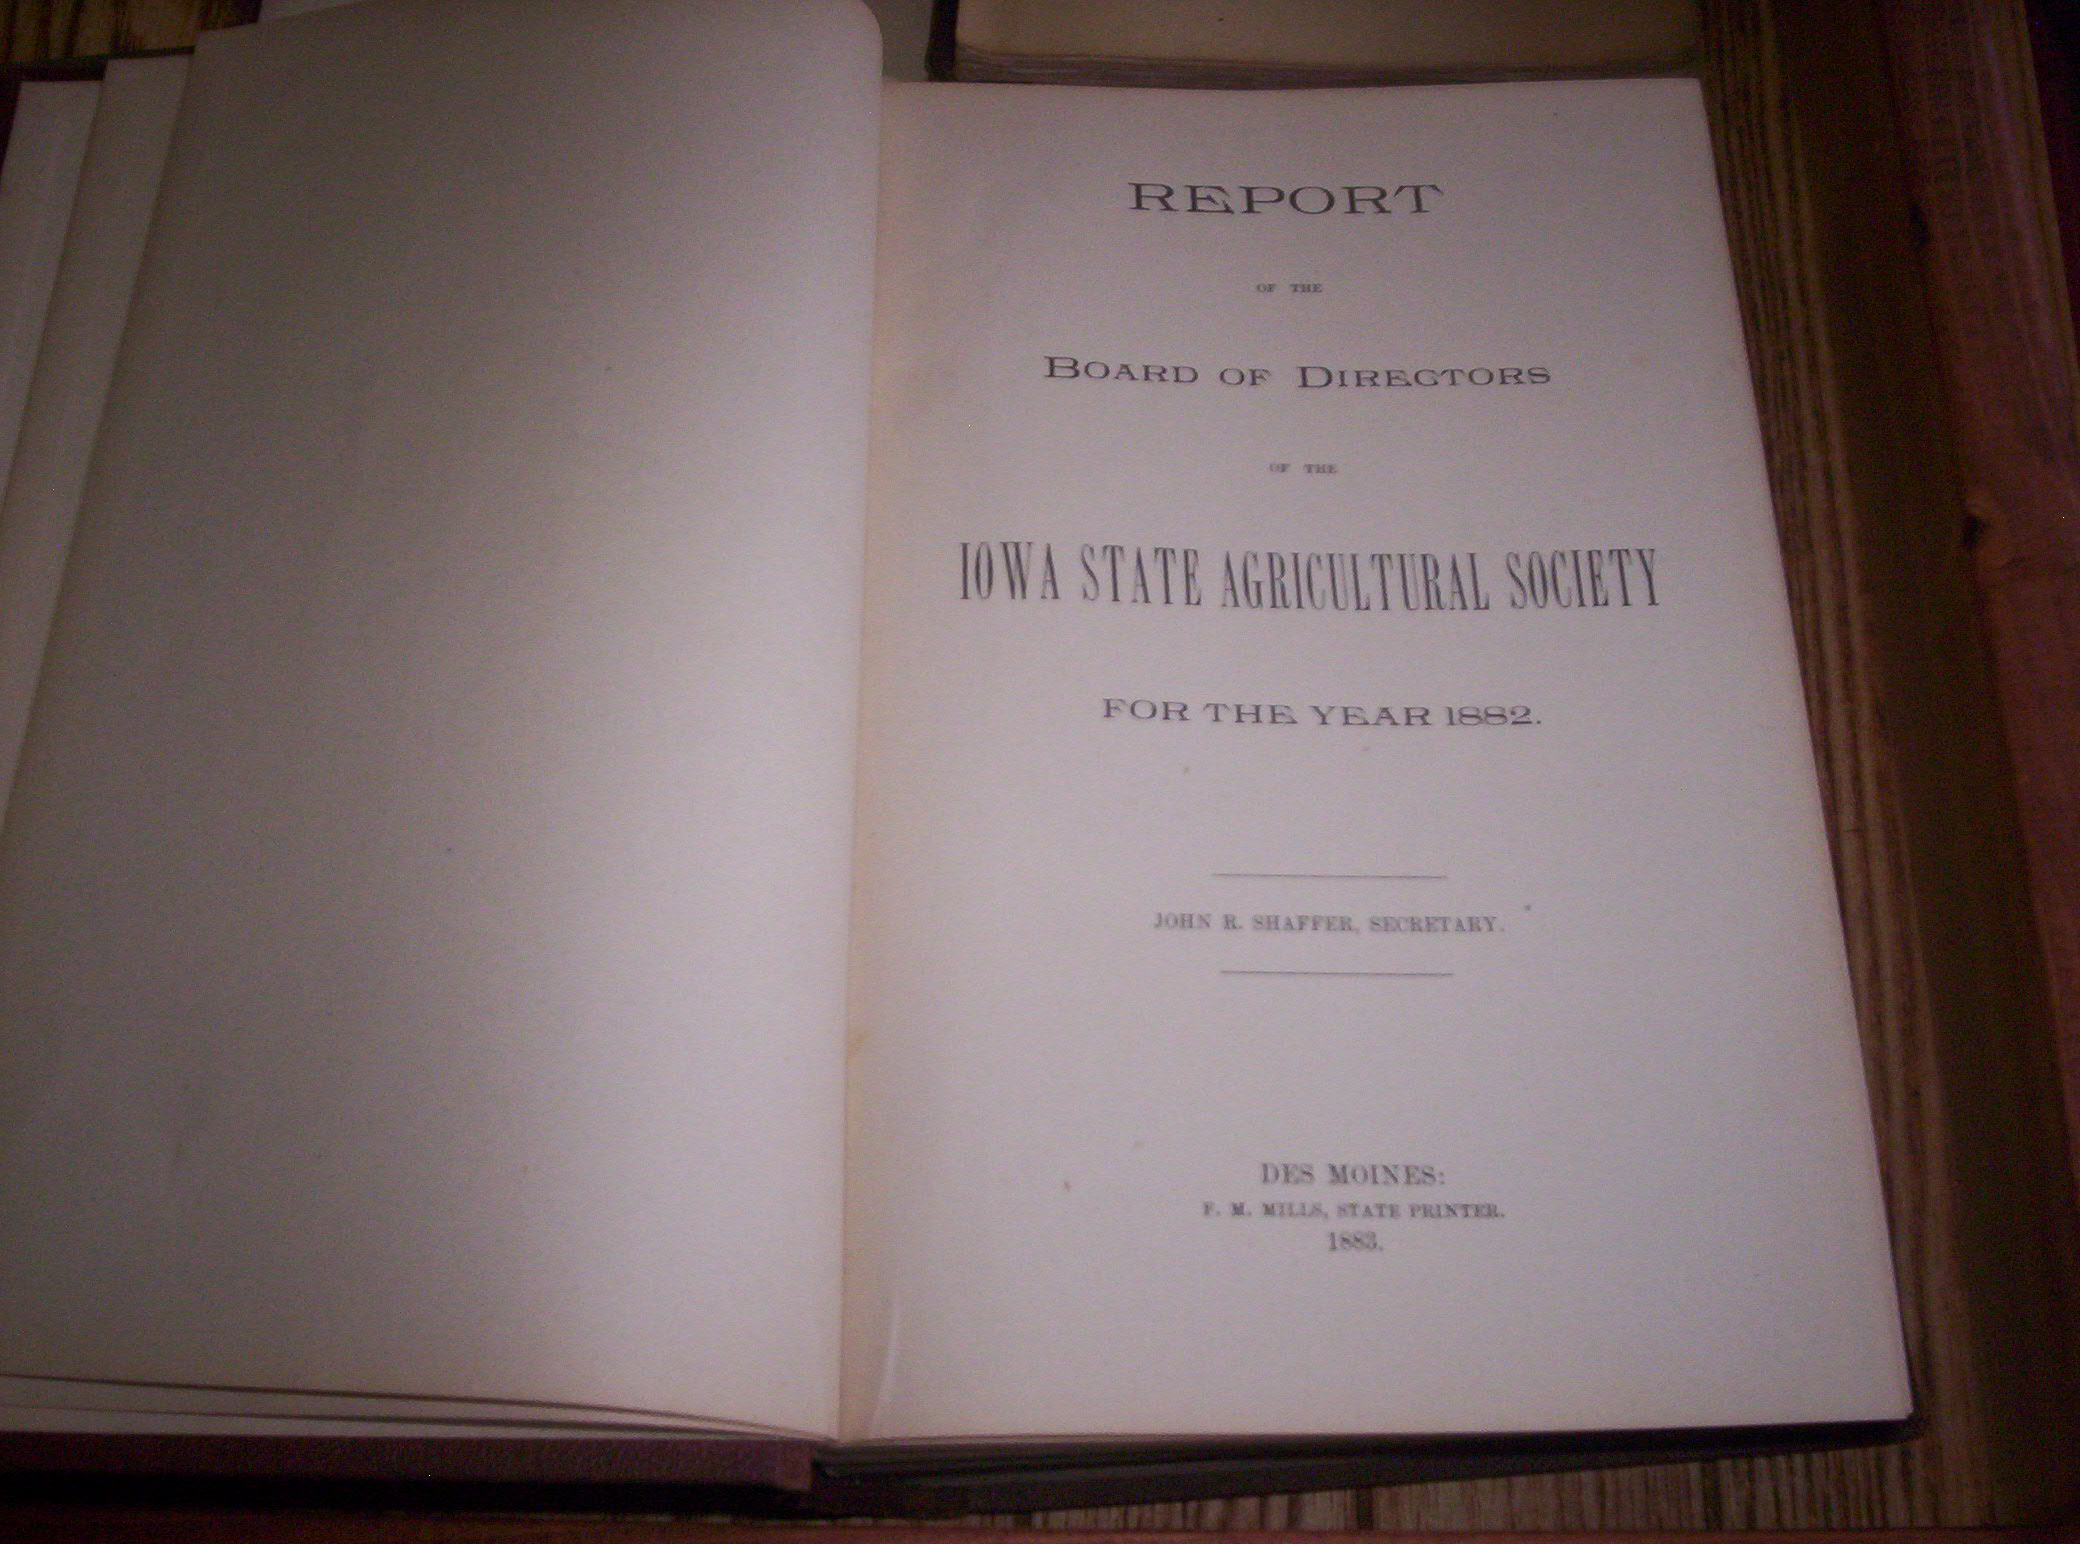 REPORT
OF THE
BOARD OF DIRECTORS
OF THE
IOWA STATE AGRICULTURAL SOCIETY
FOR THE YEAR 1882.
JOHN R. SHAFFER, SECRETARY.
DES MOINES:
F. M. MILLS, STATE PRINTER.
1883.